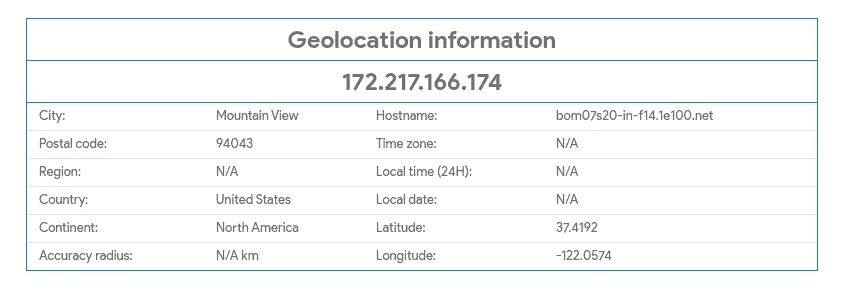 Geolocation information
172.217.166.174
City: Mountain View Hostname: bom07s20-in-f14.1e100.net
Postal code: 94043 Time zone: N/A
Region: N/A Local time (24H): N/A
Country: United States Local date: N/A
Continent: North America Latitude: 37.4192
Accuracy radius: N/A km Longitude: -122.0574